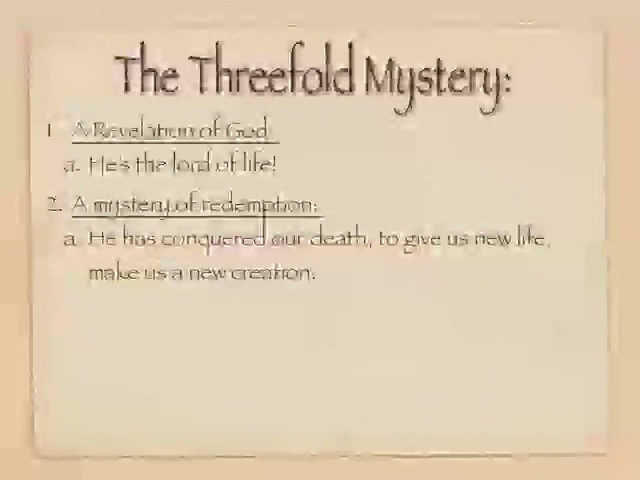 The Threefold Mystery:
1. A Revelation of God
a. He's the lord of life!
2. A mystery of redemption:
a. He has conquered our death, to give us new life,
make us a new creation.